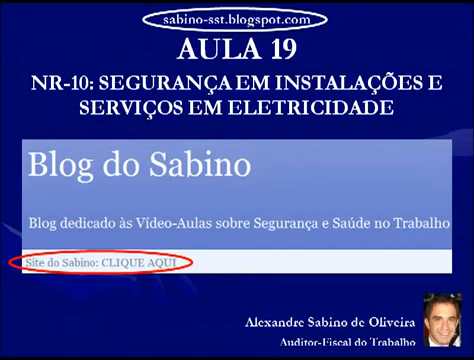 sabino-sst.blogspot.com
AULA 19
NR-10: SEGURANÇA EM INSTALAÇÕES E
SERVIÇOS EM ELETRICIDADE
Blog do Sabino
Blog dedicado às Vídeo-Aulas sobre Segurança e Saúde no Trabalho
Site do Sabino: CLIQUE AQUI
Alexandre Sabino de Oliveira
Auditor-Fiscal do Trabalho